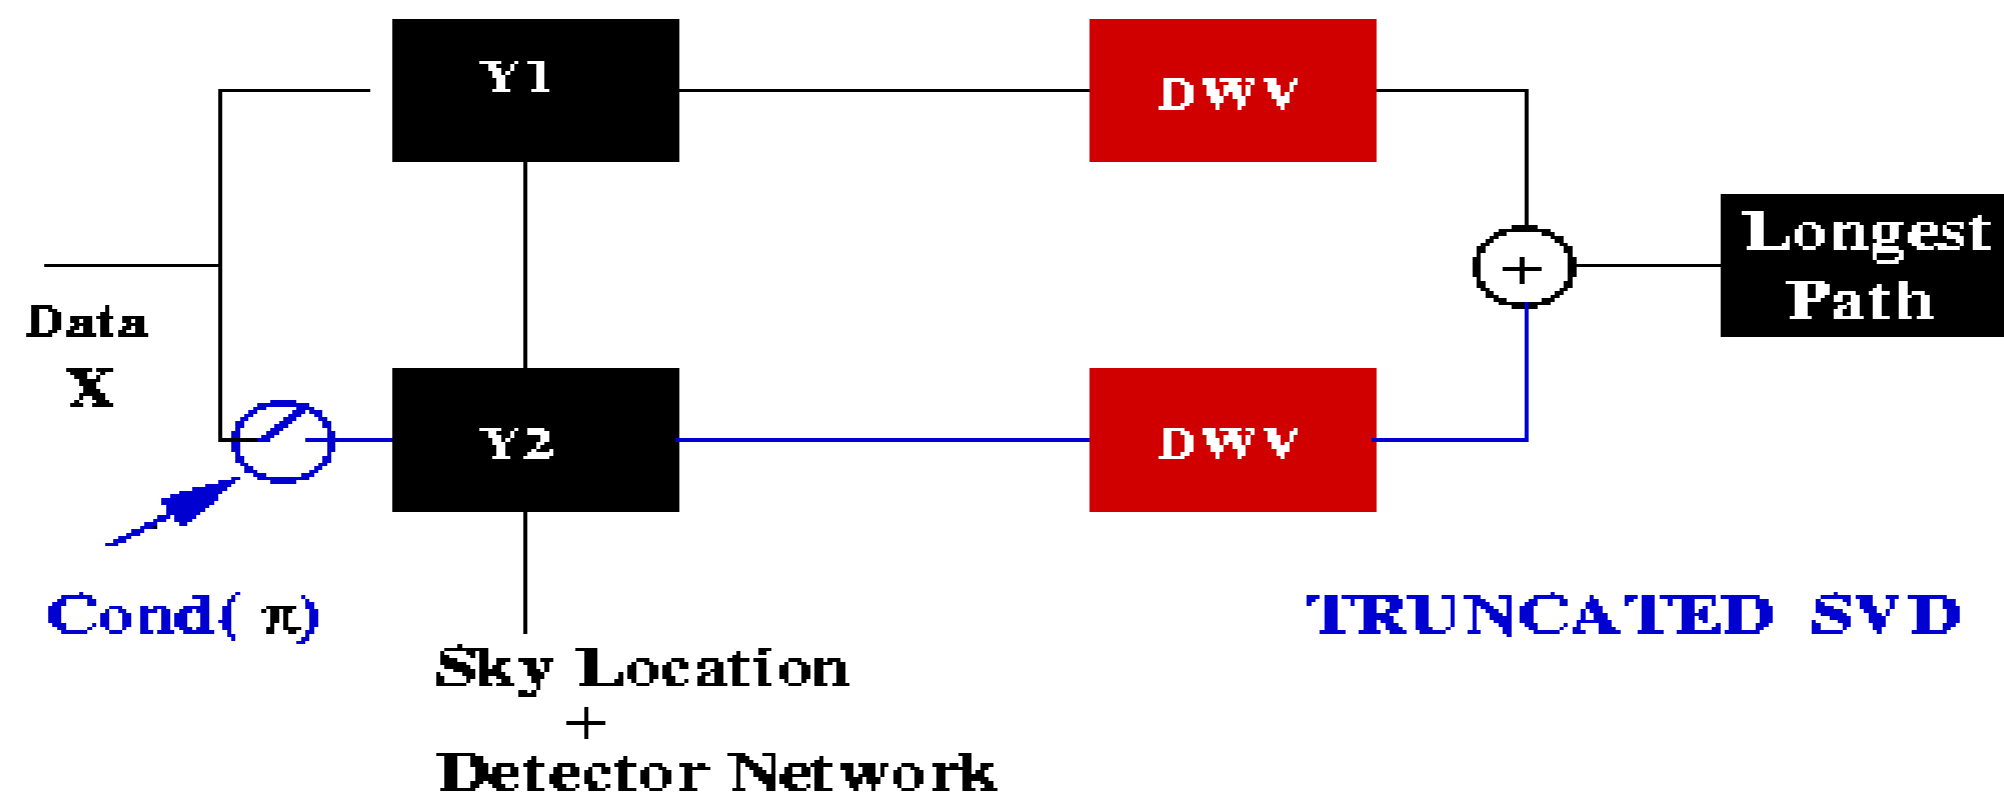 Y1
DWV
Longest
Path
Data
X
Y2
DWV
+
Cond( π)
TRUNCATED SVD
Sky Location
+
Detector Network